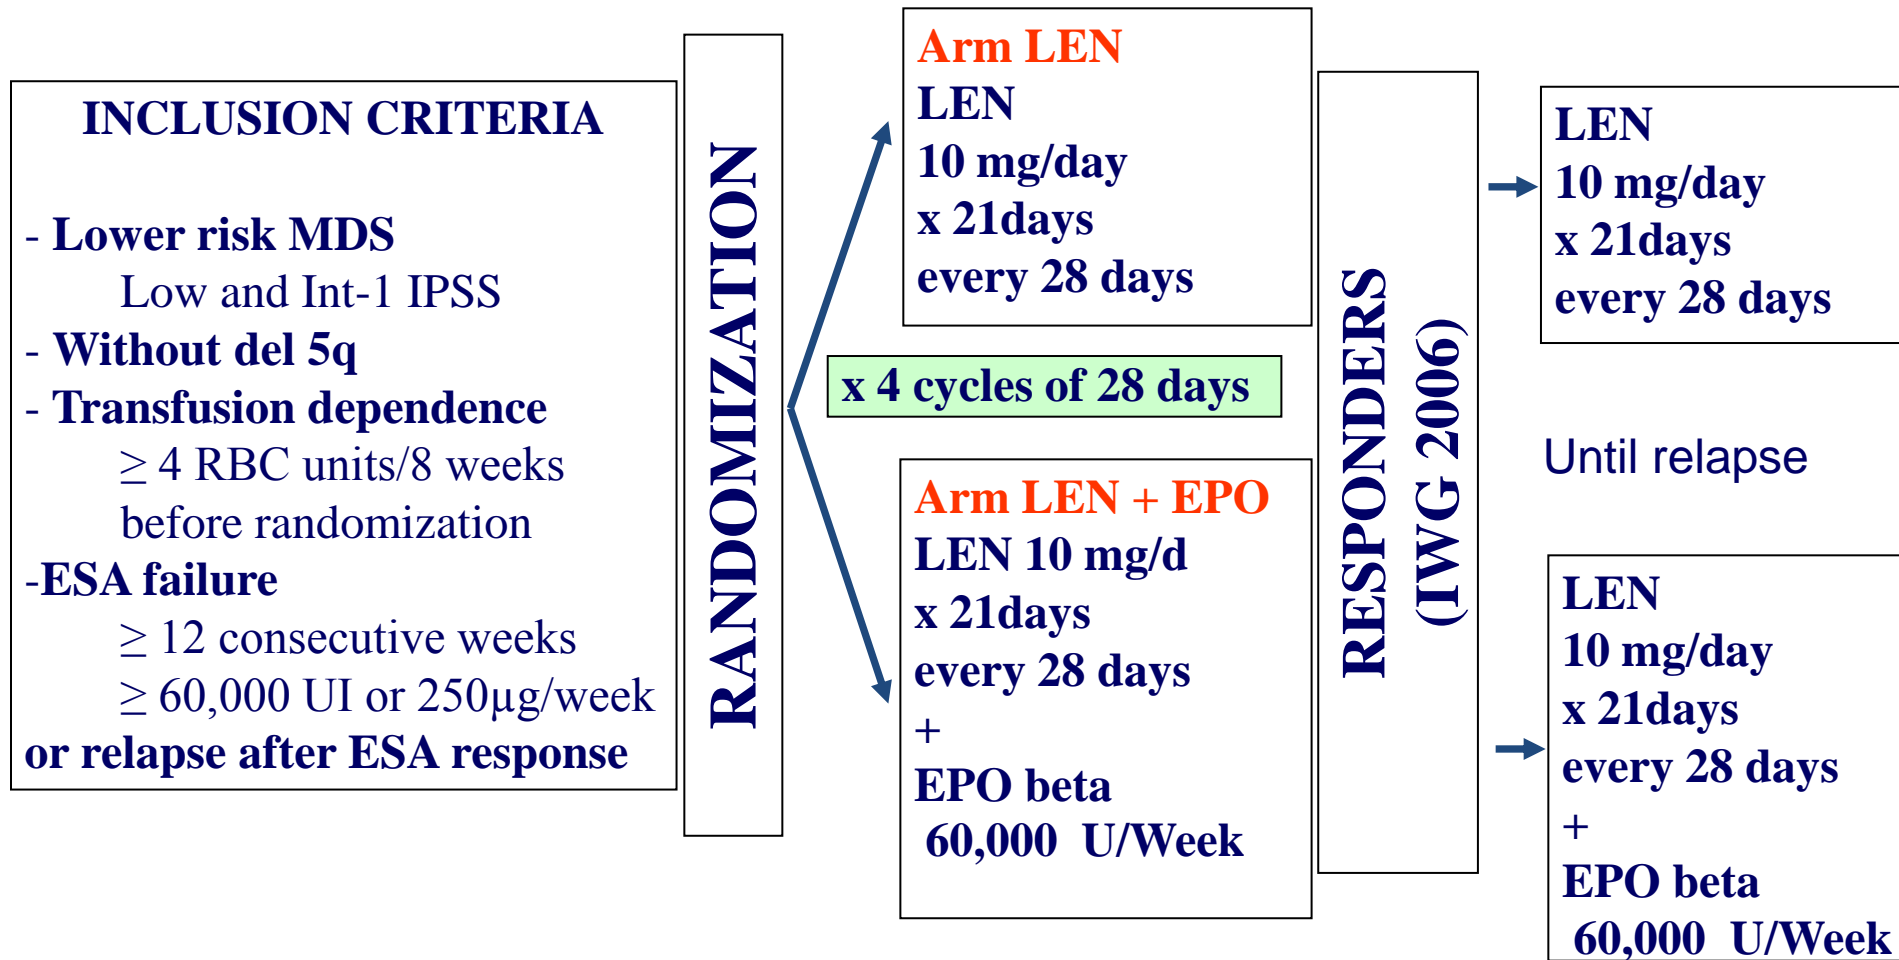 INCLUSION CRITERIA
- Lower risk MDS
Low and Int-1 IPSS
- Without del 5q
- Transfusion dependence
≥ 4 RBC units/8 weeks
before randomization
-ESA failure
≥ 12 consecutive weeks
≥ 60,000 UI or 250µg/week
or relapse after ESA response
RANDOMIZATION
Arm LEN
LEN
10 mg/day
x 21days
every 28 days
x 4 cycles of 28 days
Arm LEN + EPO
LEN 10 mg/d
x 21days
every 28 days
+
EPO beta
60,000 U/Week
RESPONDERS
(IWG 2006)
LEN
10 mg/day
x 21days
every 28 days
Until relapse
LEN
10 mg/day
x 21days
every 28 days
+
EPO beta
60,000 U/Week